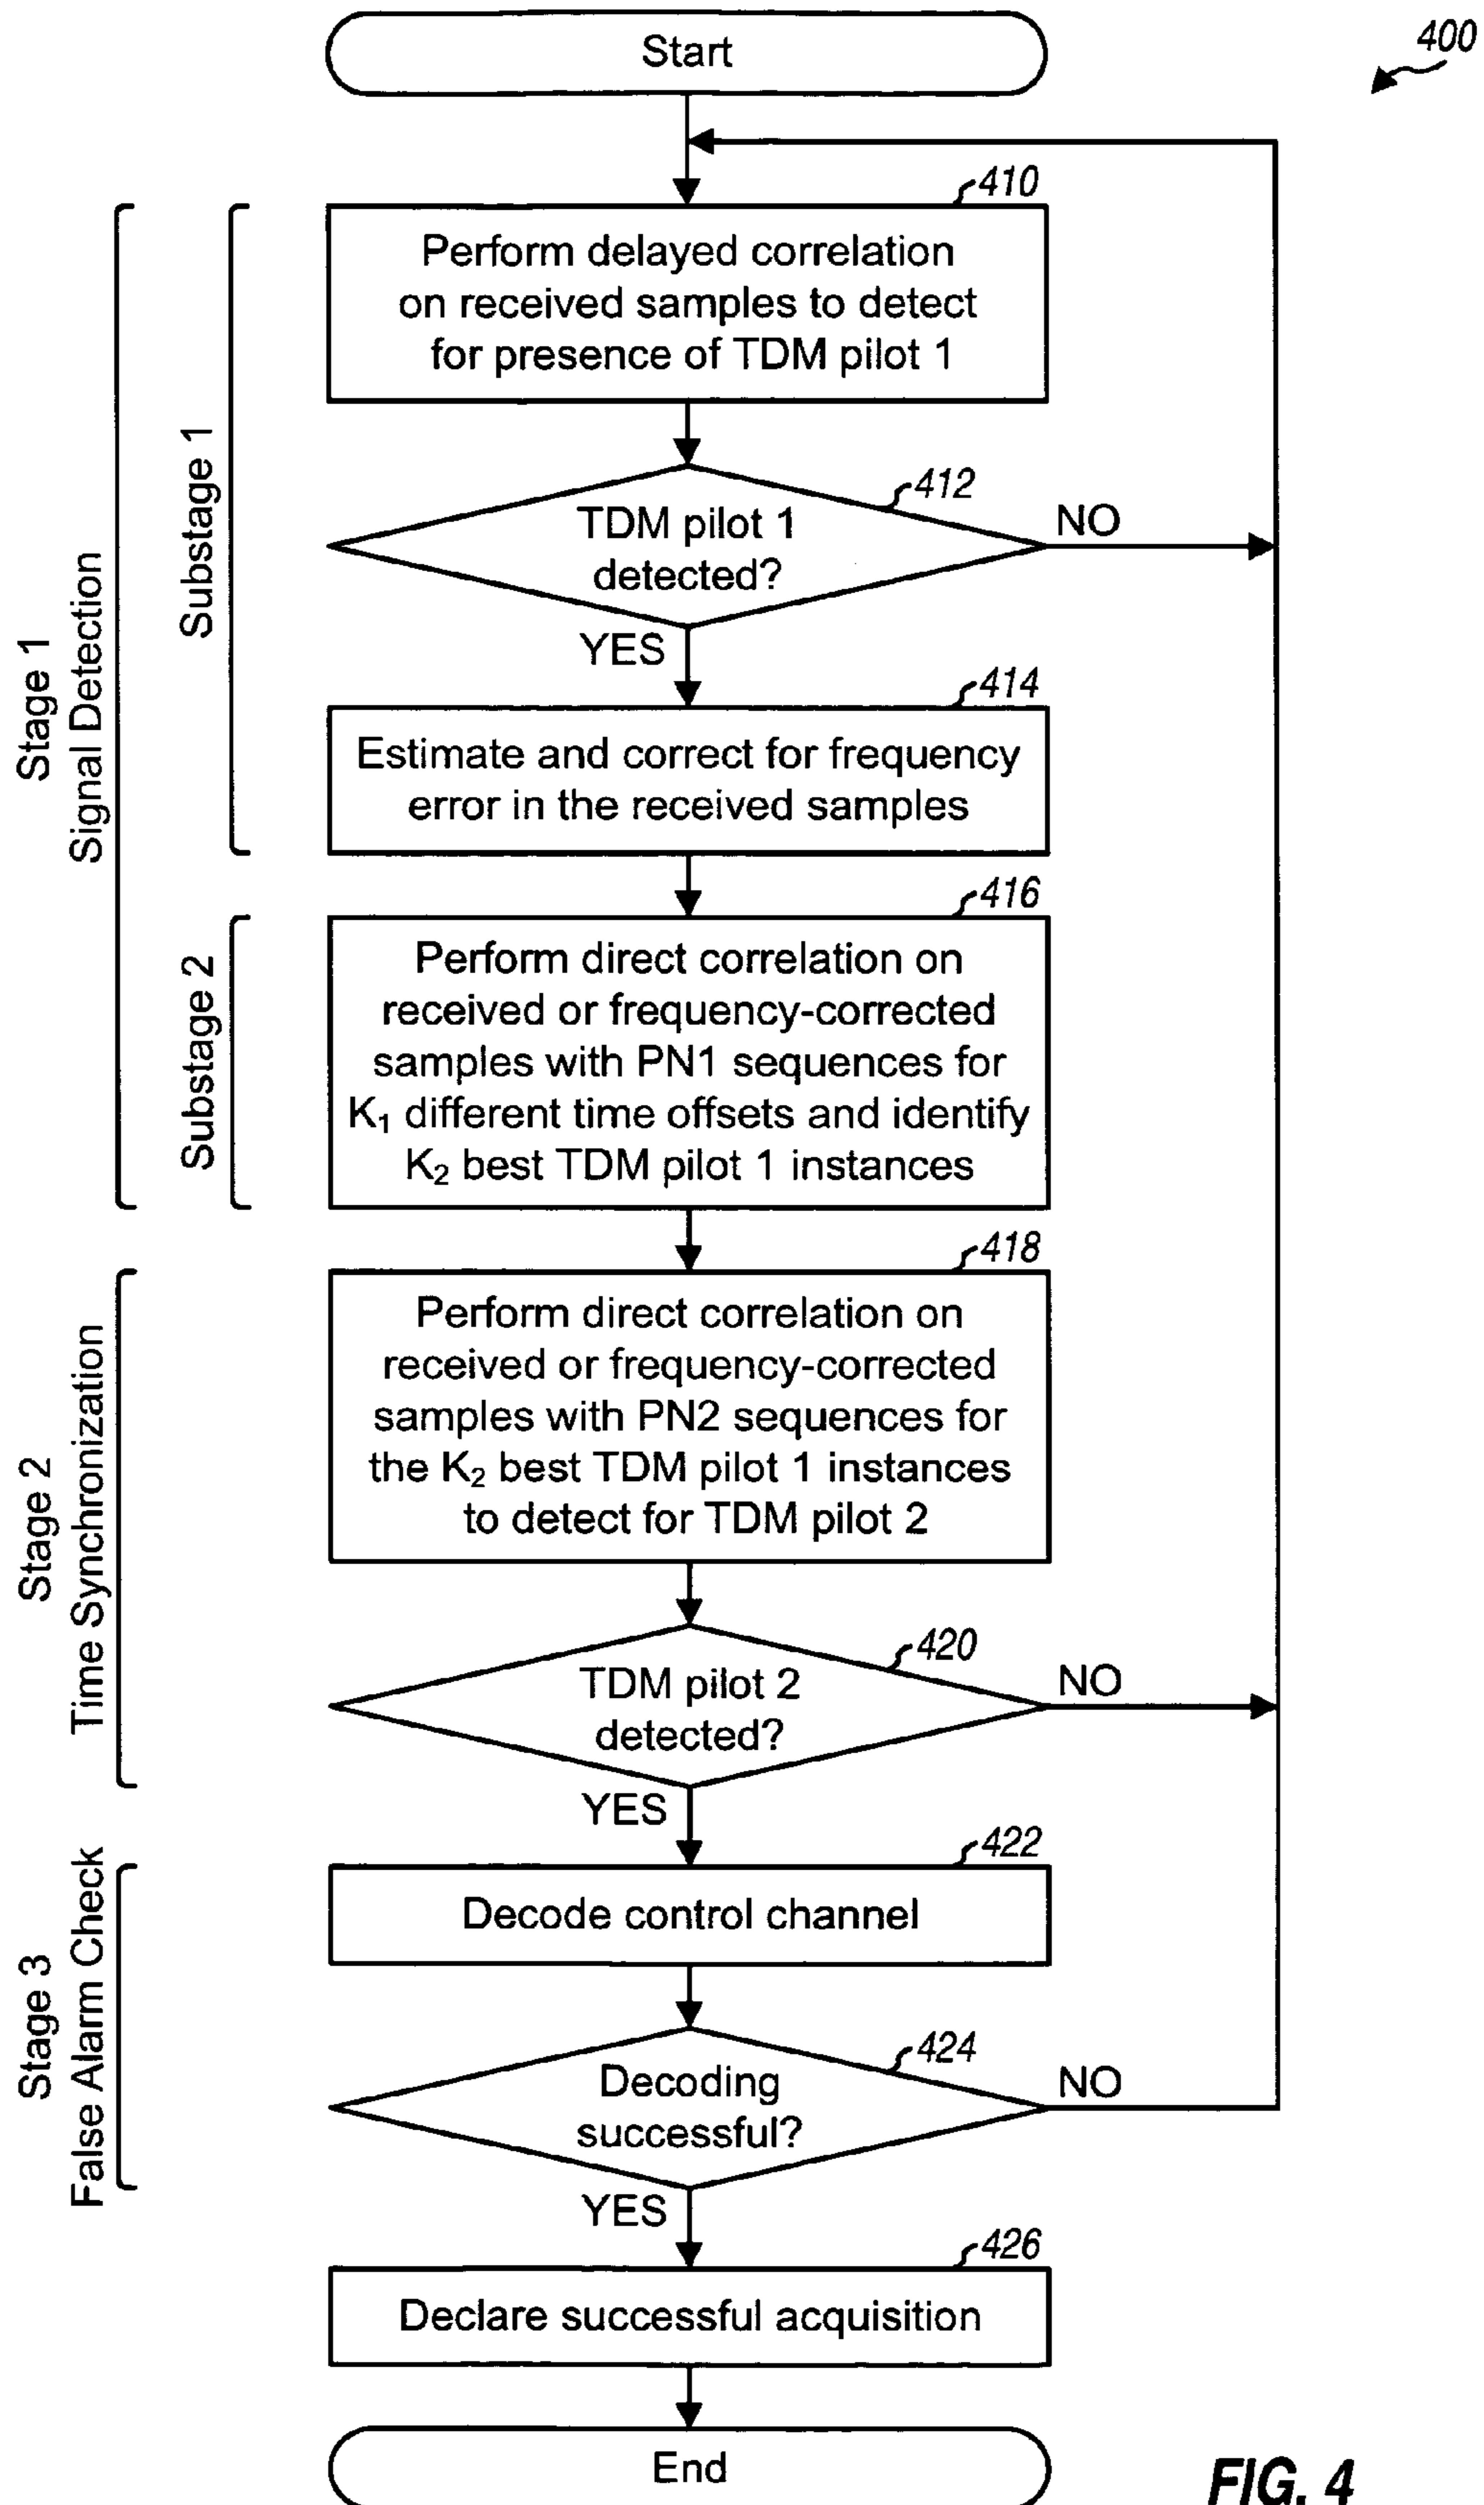 Start
400
410
Perform delayed correlation
on received samples to detect
for presence of TDM pilot 1
412
TDM pilot 1
detected?
NO
YES
414
Estimate and correct for frequency
error in the received samples
Substage 1
Stage 1
Signal Detection
416
Perform direct correlation on
received or frequency-corrected
samples with PN1 sequences for
K₁ different time offsets and identify
K₂ best TDM pilot 1 instances
Substage 2
418
Perform direct correlation on
received or frequency-corrected
samples with PN2 sequences for
the K₂ best TDM pilot 1 instances
to detect for TDM pilot 2
Stage 2
Time Synchronization
420
TDM pilot 2
detected?
NO
YES
422
Decode control channel
Stage 3
False Alarm Check
424
Decoding
successful?
NO
YES
426
Declare successful acquisition
End
FIG. 4